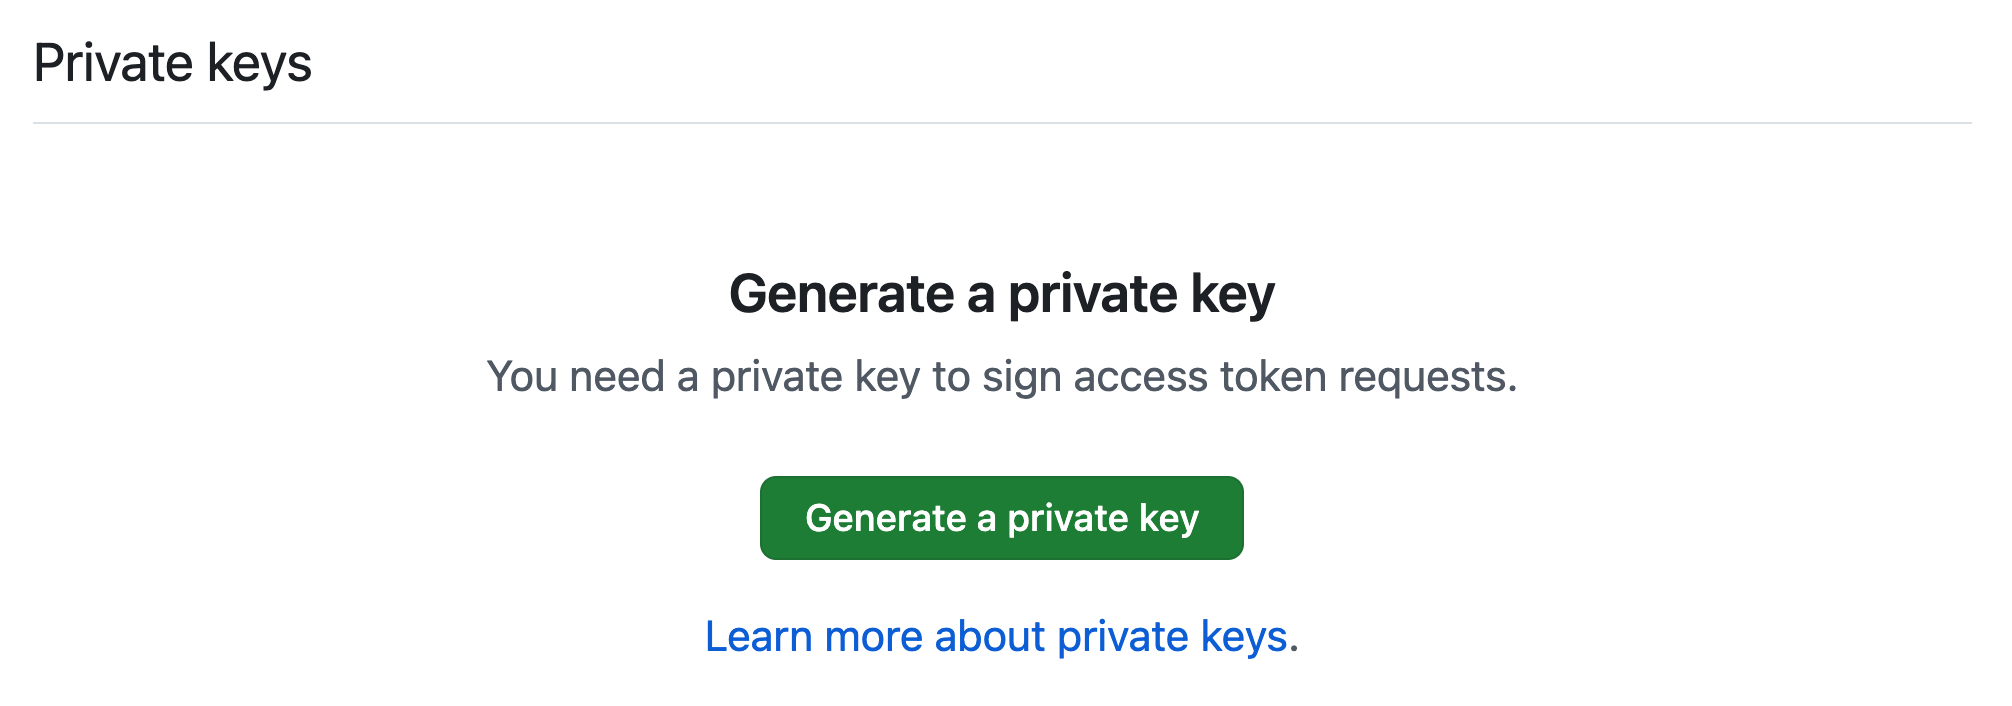 Private keys
Generate a private key
You need a private key to sign access token requests.
Generate a private key
Learn more about private keys.